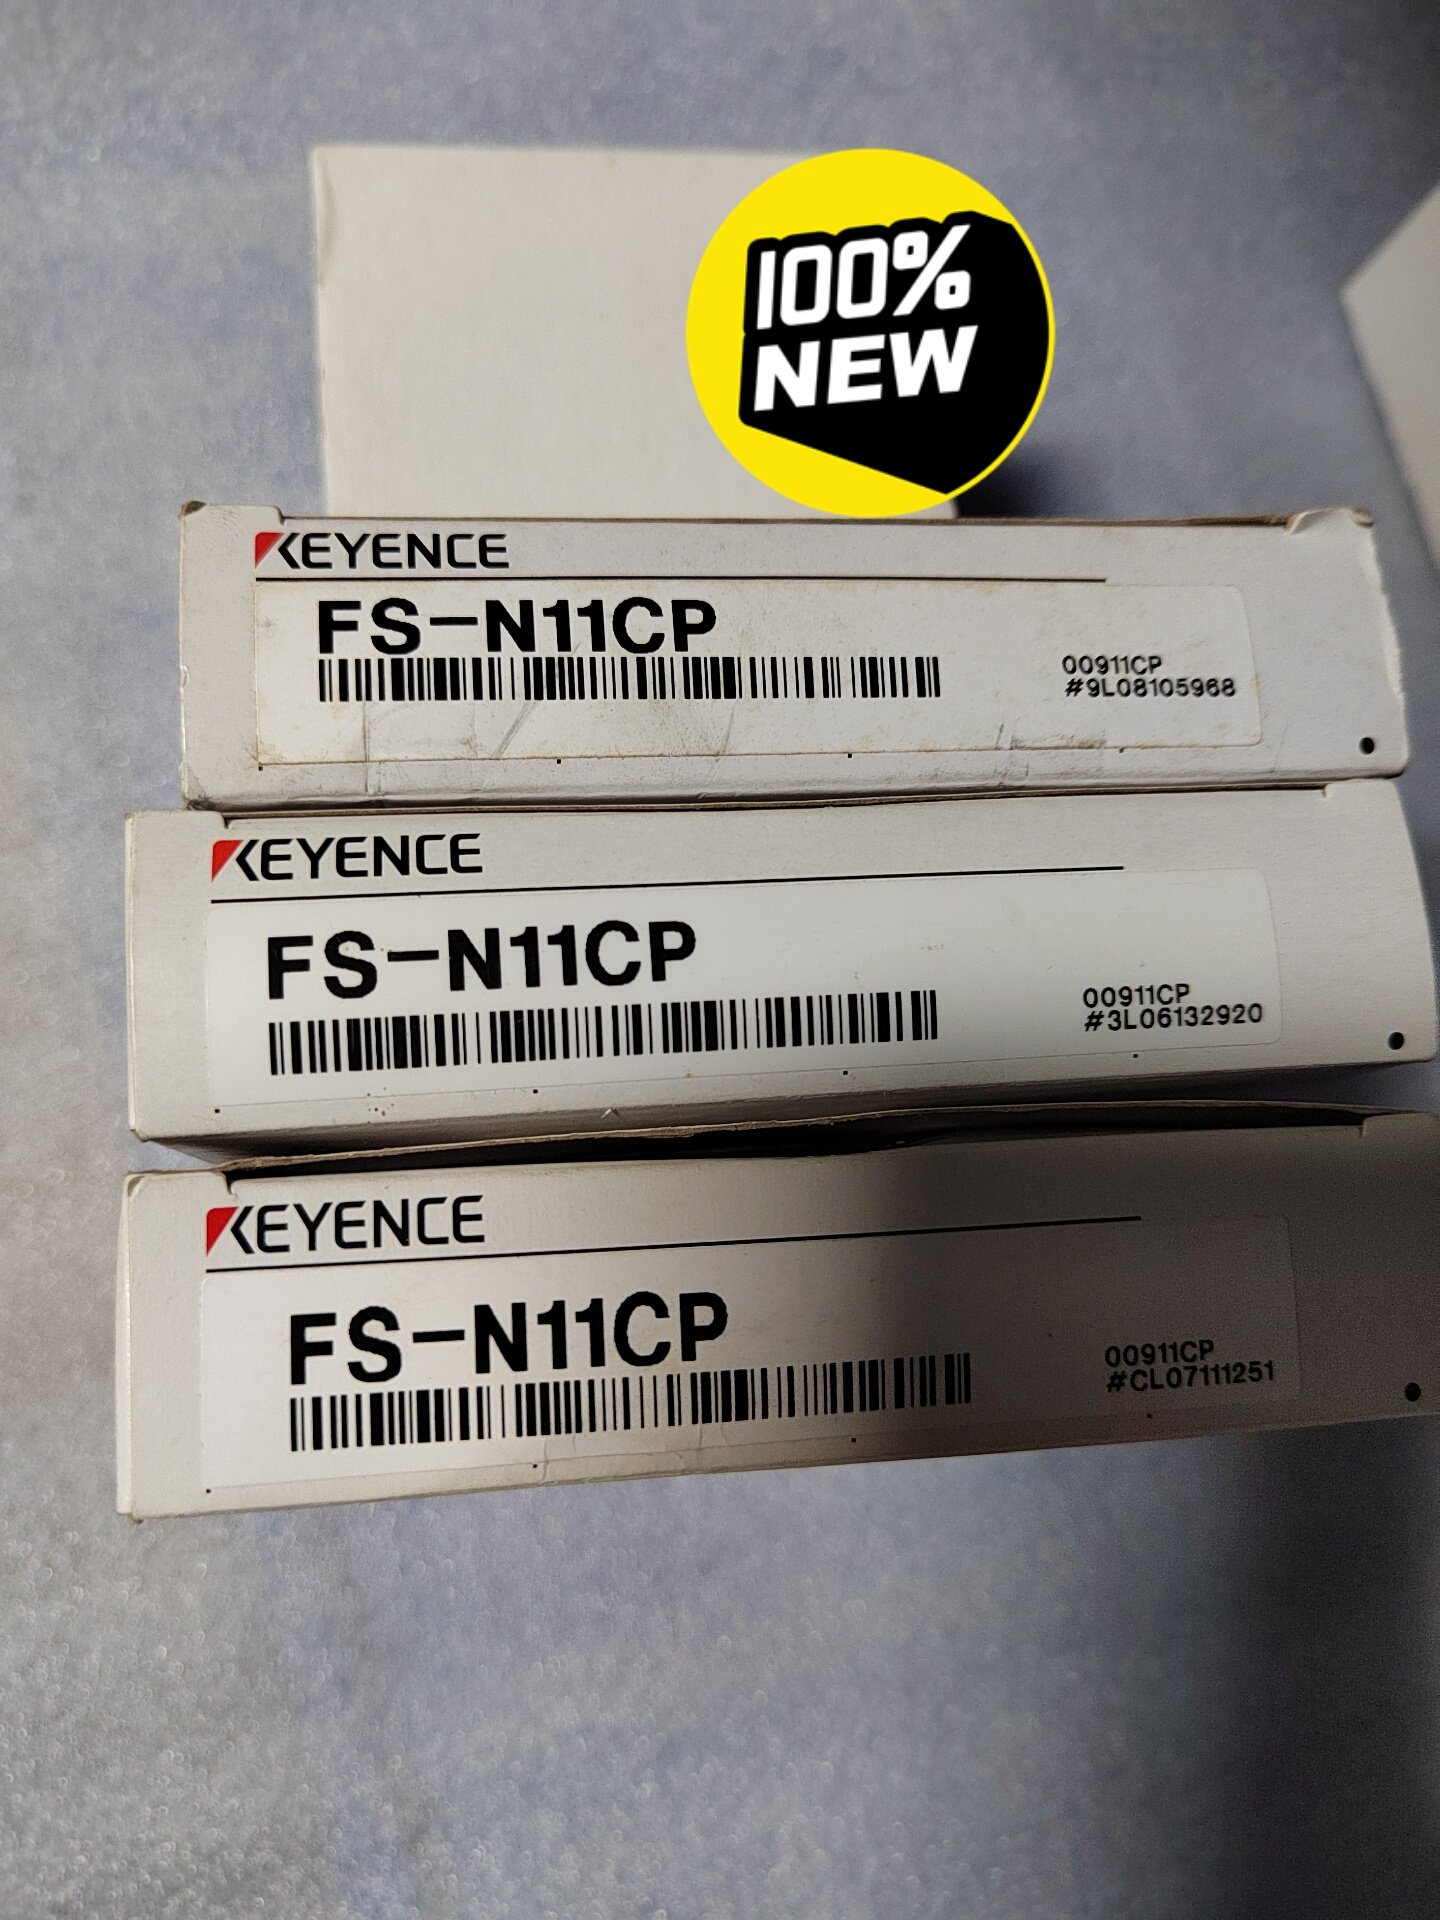 100%
NEW
KEYENCE
FS-N11CP
00911CP
#9L08105968
KEYENCE
FS-N11CP
00911CP
#3L06132920
KEYENCE
FS-N11CP
00911CP
#CL07111251